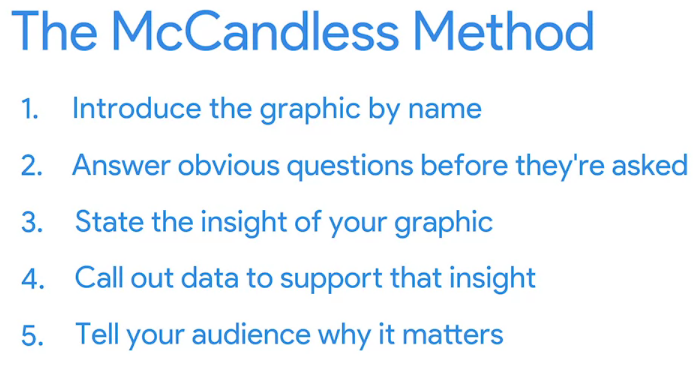 The McCandless Method
1. Introduce the graphic by name
2. Answer obvious questions before they're asked
3. State the insight of your graphic
4. Call out data to support that insight
5. Tell your audience why it matters